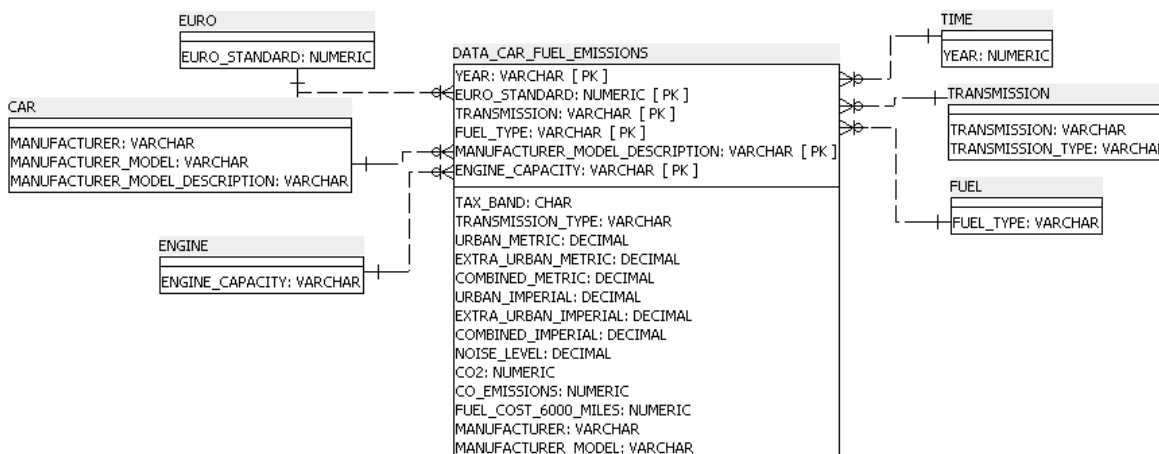 EURO
EURO_STANDARD: NUMERIC
CAR
MANUFACTURER: VARCHAR
MANUFACTURER_MODEL: VARCHAR
MANUFACTURER_MODEL_DESCRIPTION: VARCHAR
ENGINE
ENGINE_CAPACITY: VARCHAR
DATA_CAR_FUEL_EMISSIONS
YEAR: VARCHAR [ PK ]
EURO_STANDARD: NUMERIC [ PK ]
TRANSMISSION: VARCHAR [ PK ]
FUEL_TYPE: VARCHAR [ PK ]
MANUFACTURER_MODEL_DESCRIPTION: VARCHAR [ PK ]
ENGINE_CAPACITY: VARCHAR [ PK ]
TAX_BAND: CHAR
TRANSMISSION_TYPE: VARCHAR
URBAN_METRIC: DECIMAL
EXTRA_URBAN_METRIC: DECIMAL
COMBINED_METRIC: DECIMAL
URBAN_IMPERIAL: DECIMAL
EXTRA_URBAN_IMPERIAL: DECIMAL
COMBINED_IMPERIAL: DECIMAL
NOISE_LEVEL: DECIMAL
CO2: NUMERIC
CO_EMISSIONS: NUMERIC
FUEL_COST_6000_MILES: NUMERIC
MANUFACTURER: VARCHAR
MANUFACTURER_MODEL: VARCHAR
TIME
YEAR: NUMERIC
TRANSMISSION
TRANSMISSION: VARCHAR
TRANSMISSION_TYPE: VARCHAR
FUEL
FUEL_TYPE: VARCHAR